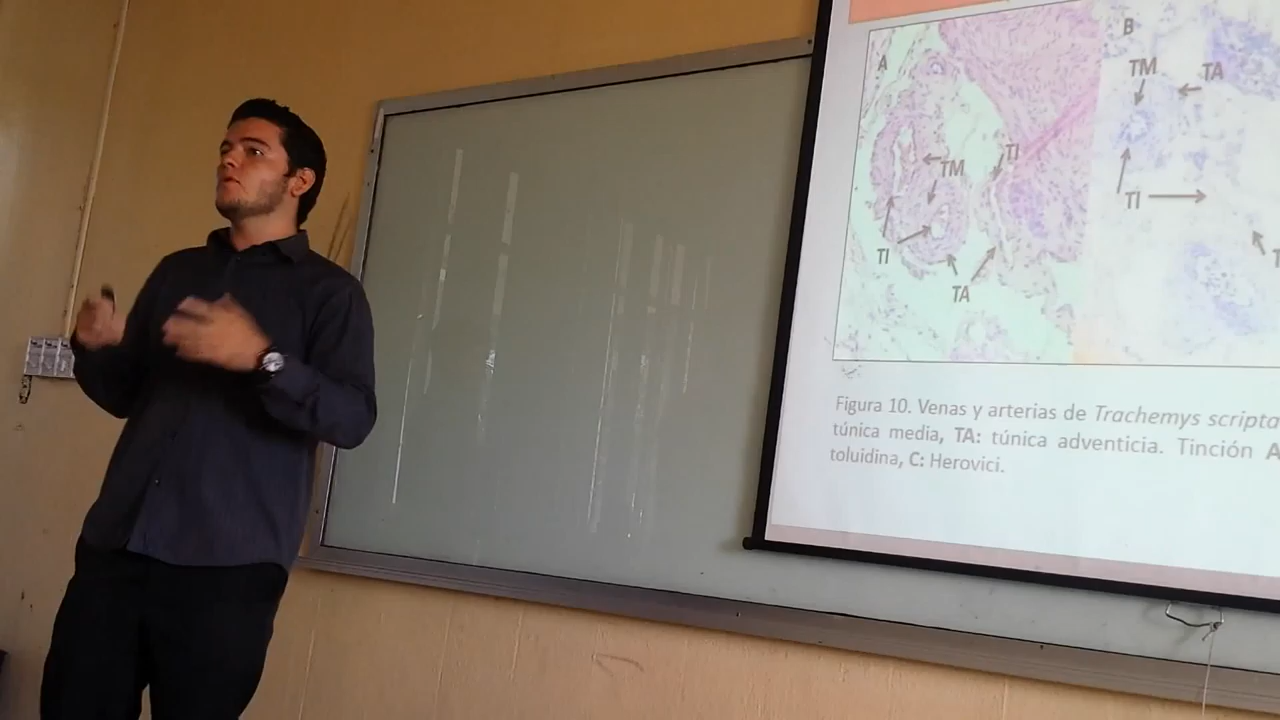 A
B
TM
TA
TM
TI
TI
TI
TA
T
Figura 10. Venas y arterias de Trachemys scripta
túnica media, TA: túnica adventicia. Tinción A
toluidina, C: Herovici.